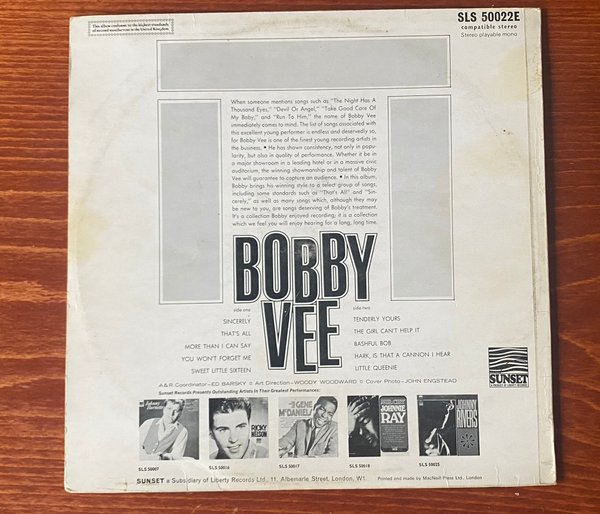 This album conforms to the highest standards
of record manufacture in the United Kingdom.
SLS 50022E
compatible stereo
Stereo playable mono
When someone mentions songs such as "The Night Has A
Thousand Eyes," "Devil Or Angel," "Take Good Care Of
My Baby," and "Run To Him," the name of Bobby Vee
immediately comes to mind. The list of songs associated with
this excellent young performer is endless and deservedly so,
for Bobby Vee is one of the finest young recording artists in
the business. • He has shown consistency, not only in popu-
larity, but also in quality of performance. Whether it be in
a major showroom in a leading hotel or in a massive civic
auditorium, the winning showmanship and talent of Bobby
Vee will guarantee to capture an audience. • In this album,
Bobby brings his winning style to a select group of songs,
including some standards such as "That's All" and "Sin-
cerely," as well as many songs which, although they may
be new to you, are songs deserving of Bobby's treatment.
It's a collection Bobby enjoyed recording; it is a collection
which we feel you will enjoy hearing for a long, long time.
BOBBY
VEE
side one
SINCERELY
THAT'S ALL
MORE THAN I CAN SAY
YOU WON'T FORGET ME
SWEET LITTLE SIXTEEN
side two
TENDERLY YOURS
THE GIRL CAN'T HELP IT
BASHFUL BOB
HARK, IS THAT A CANNON I HEAR
LITTLE QUEENIE
SUNSET
A PRODUCT OF LIBERTY RECORDS
A&R Coordinator—ED BARSKY ○ Art Direction—WOODY WOODWARD ○ Cover Photo—JOHN ENGSTEAD
Sunset Records Presents Outstanding Artists In Their Greatest Performances:
Johnny Burnette
RICKY
NELSON
GENE
McDANIELS
JOHNNIE
RAY
JOHNNY
RIVERS
SLS 50007
SLS 50016
SLS 50017
SLS 50018
SLS 50025
SUNSET a Subsidiary of Liberty Records Ltd., 11, Albemarle Street, London, W1.
Printed and made by MacNeill Press Ltd., London